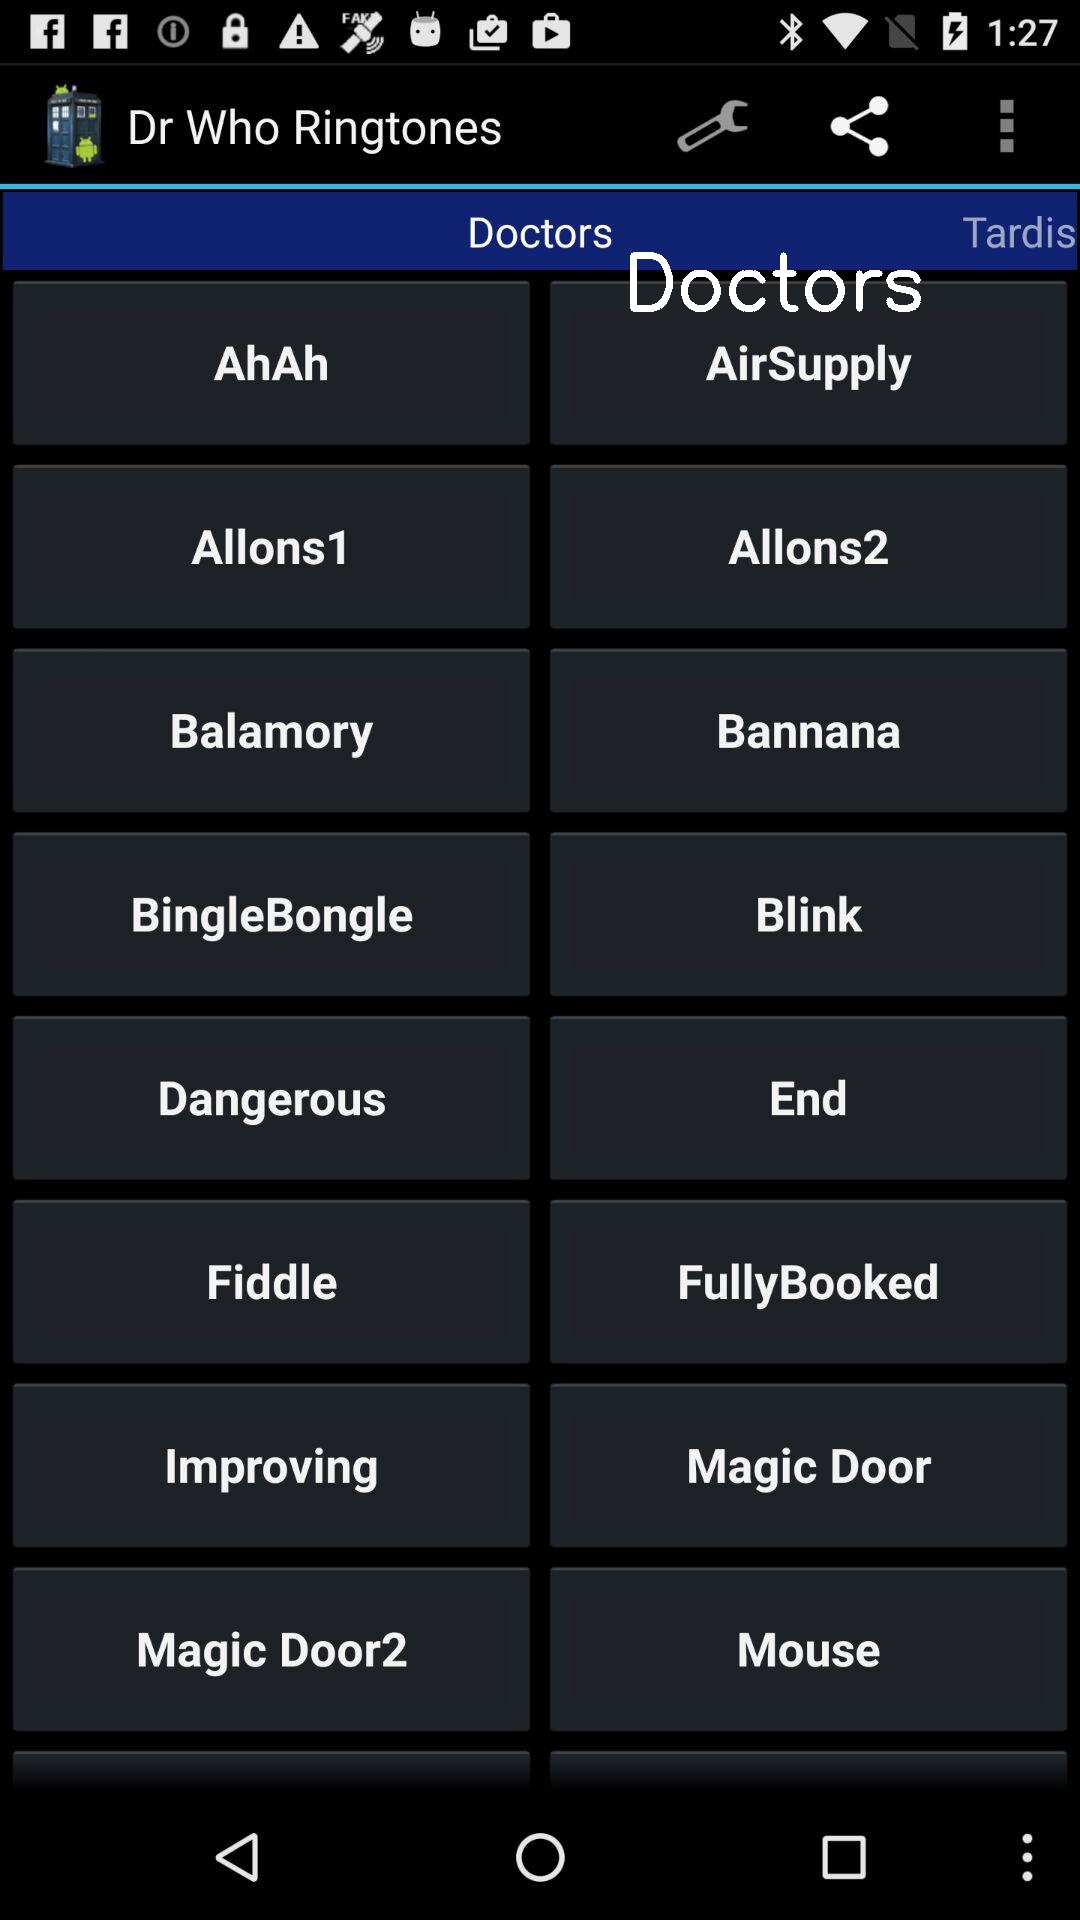 FAKE
1:27
Dr Who Ringtones
Doctors Tardis
Doctors
AhAh AirSupply
Allons1 Allons2
Balamory Bannana
BingleBongle Blink
Dangerous End
Fiddle FullyBooked
Improving Magic Door
Magic Door2 Mouse